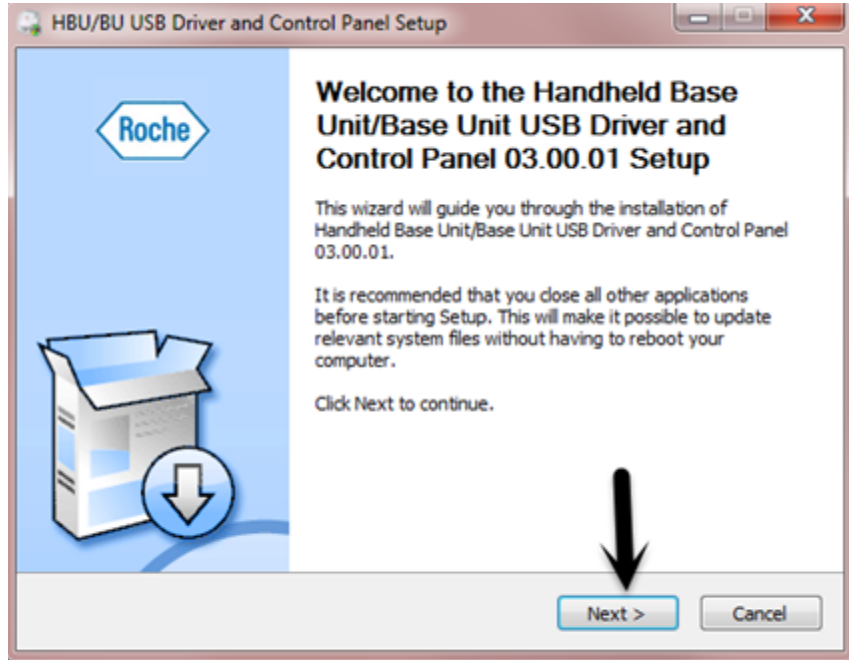 HBU/BU USB Driver and Control Panel Setup
Roche
Welcome to the Handheld Base
Unit/Base Unit USB Driver and
Control Panel 03.00.01 Setup
This wizard will guide you through the installation of
Handheld Base Unit/Base Unit USB Driver and Control Panel
03.00.01.
It is recommended that you close all other applications
before starting Setup. This will make it possible to update
relevant system files without having to reboot your
computer.
Click Next to continue.
Next >
Cancel